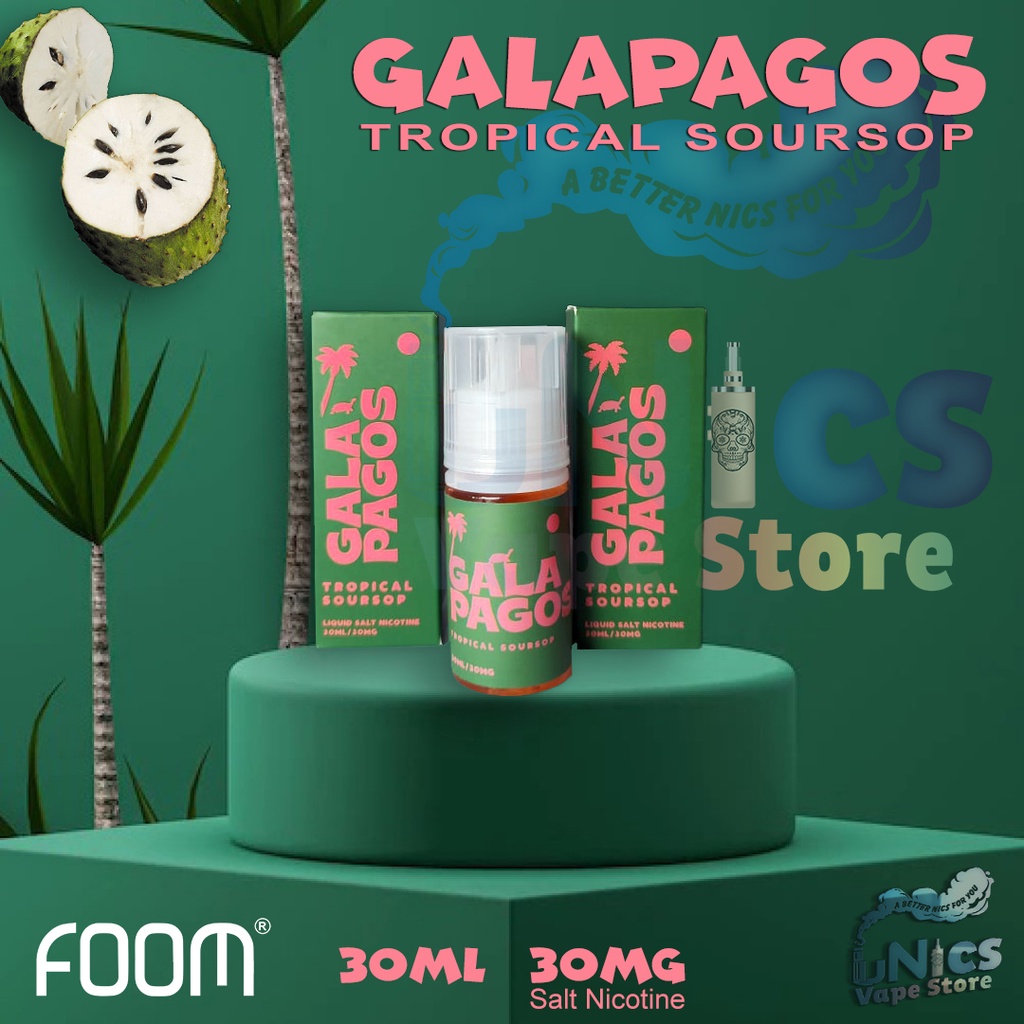 GALAPAGOS
TROPICAL SOURSOP
A BETTER NICS FOR YOU
UNICS
Vape Store
GALA
PAGOS
TROPICAL
SOURSOP
LIQUID SALT NICOTINE
30ML/30MG
GALA
PAGOS
TROPICAL SOURSOP
30ML/30MG
GALA
PAGOS
TROPICAL
SOURSOP
LIQUID SALT NICOTINE
30ML/30MG
FOOM®
30ML
30MG
Salt Nicotine
A BETTER NICS FOR YOU
UNICS
Vape Store